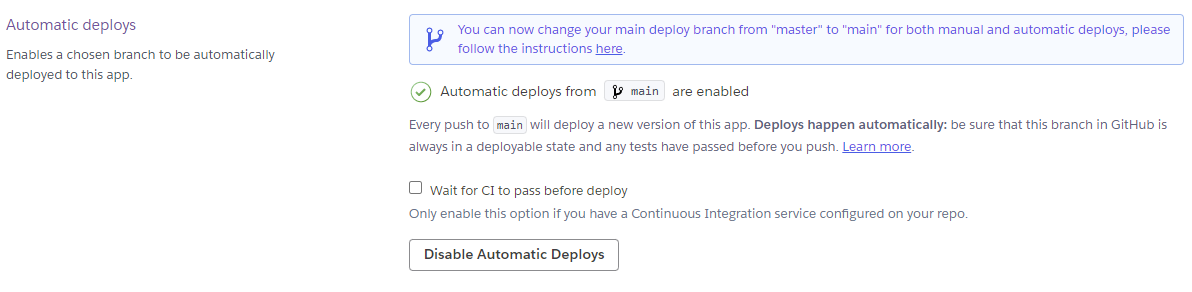 Automatic deploys
Enables a chosen branch to be automatically
deployed to this app.
You can now change your main deploy branch from "master" to "main" for both manual and automatic deploys, please
follow the instructions here.
Automatic deploys from main are enabled
Every push to main will deploy a new version of this app. Deploys happen automatically: be sure that this branch in GitHub is
always in a deployable state and any tests have passed before you push. Learn more.
Wait for CI to pass before deploy
Only enable this option if you have a Continuous Integration service configured on your repo.
Disable Automatic Deploys